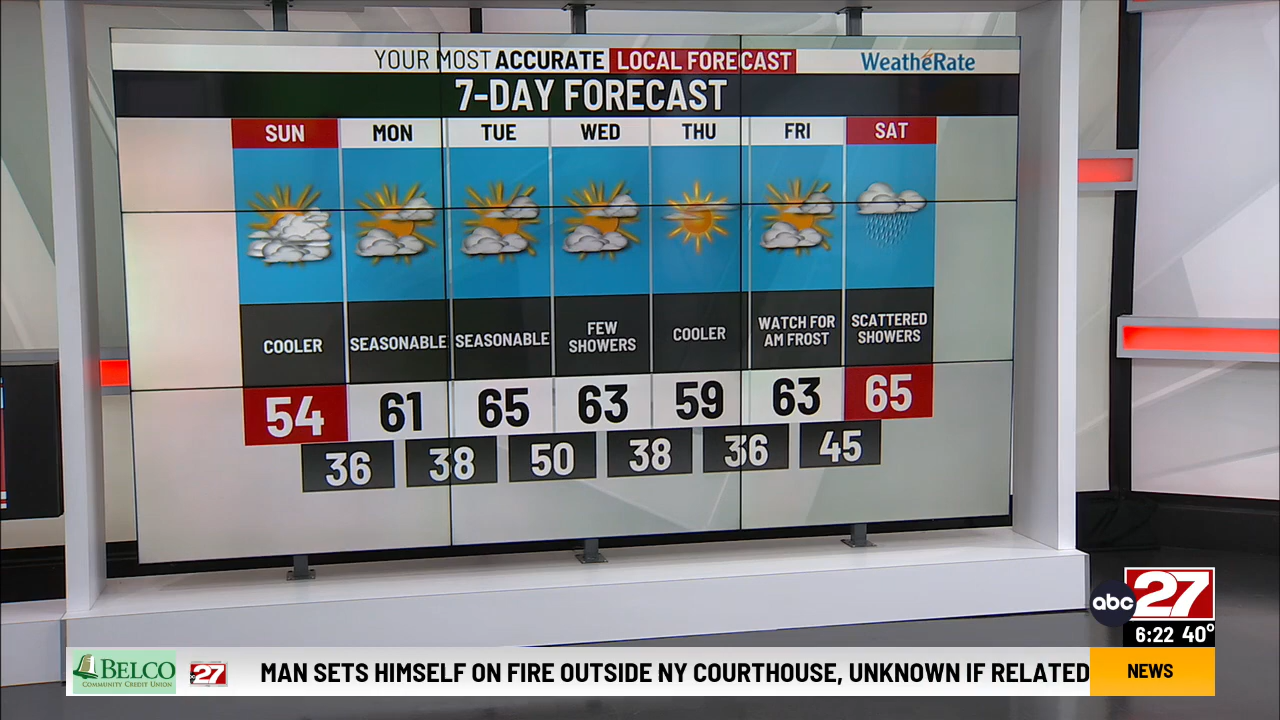 YOUR MOST ACCURATE LOCAL FORECAST
WeatheRate
7-DAY FORECAST
SUN MON TUE WED THU FRI SAT
COOLER
SEASONABLE
SEASONABLE
FEW
SHOWERS
COOLER
WATCH FOR
AM FROST
SCATTERED
SHOWERS
54 61 65 63 59 63 65
36 38 50 38 36 45
abc 27
6:22 40°
BELCO
COMMUNITY CREDIT UNION
27
MAN SETS HIMSELF ON FIRE OUTSIDE NY COURTHOUSE, UNKNOWN IF RELATED
NEWS